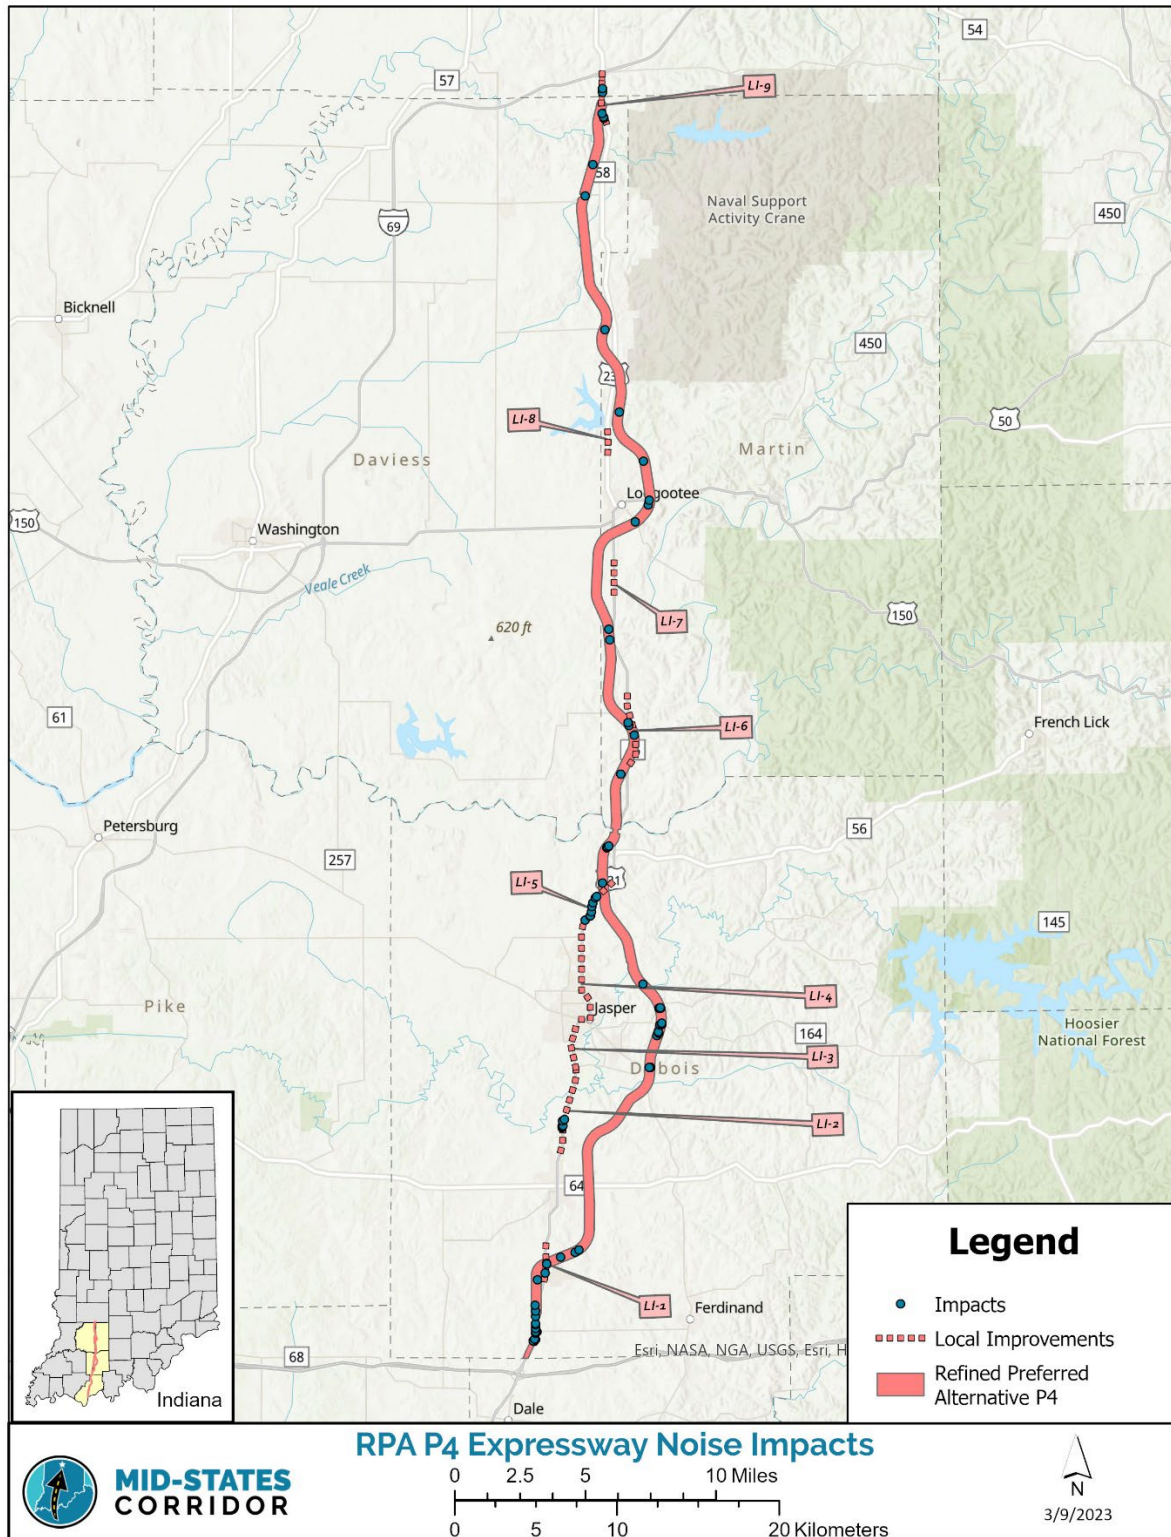 54
57
LI-9
58
Naval Support
Activity Crane
450
69
Bicknell
450
LI-8
50
Daviess
Martin
Loogootee
150
Washington
Veale Creek
LI-7
150
620 ft
61
LI-6
French Lick
Petersburg
56
257
LI-5
145
Pike
LI-4
Jasper
164
Hoosier
National Forest
LI-3
Dubois
LI-2
64
LI-1
Ferdinand
Esri, NASA, NGA, USGS, Esri, H
68
Dale
Indiana
Legend
Impacts
Local Improvements
Refined Preferred
Alternative P4
RPA P4 Expressway Noise Impacts
MID-STATES
CORRIDOR
0 2.5 5 10 Miles
0 5 10 20 Kilometers
N
3/9/2023